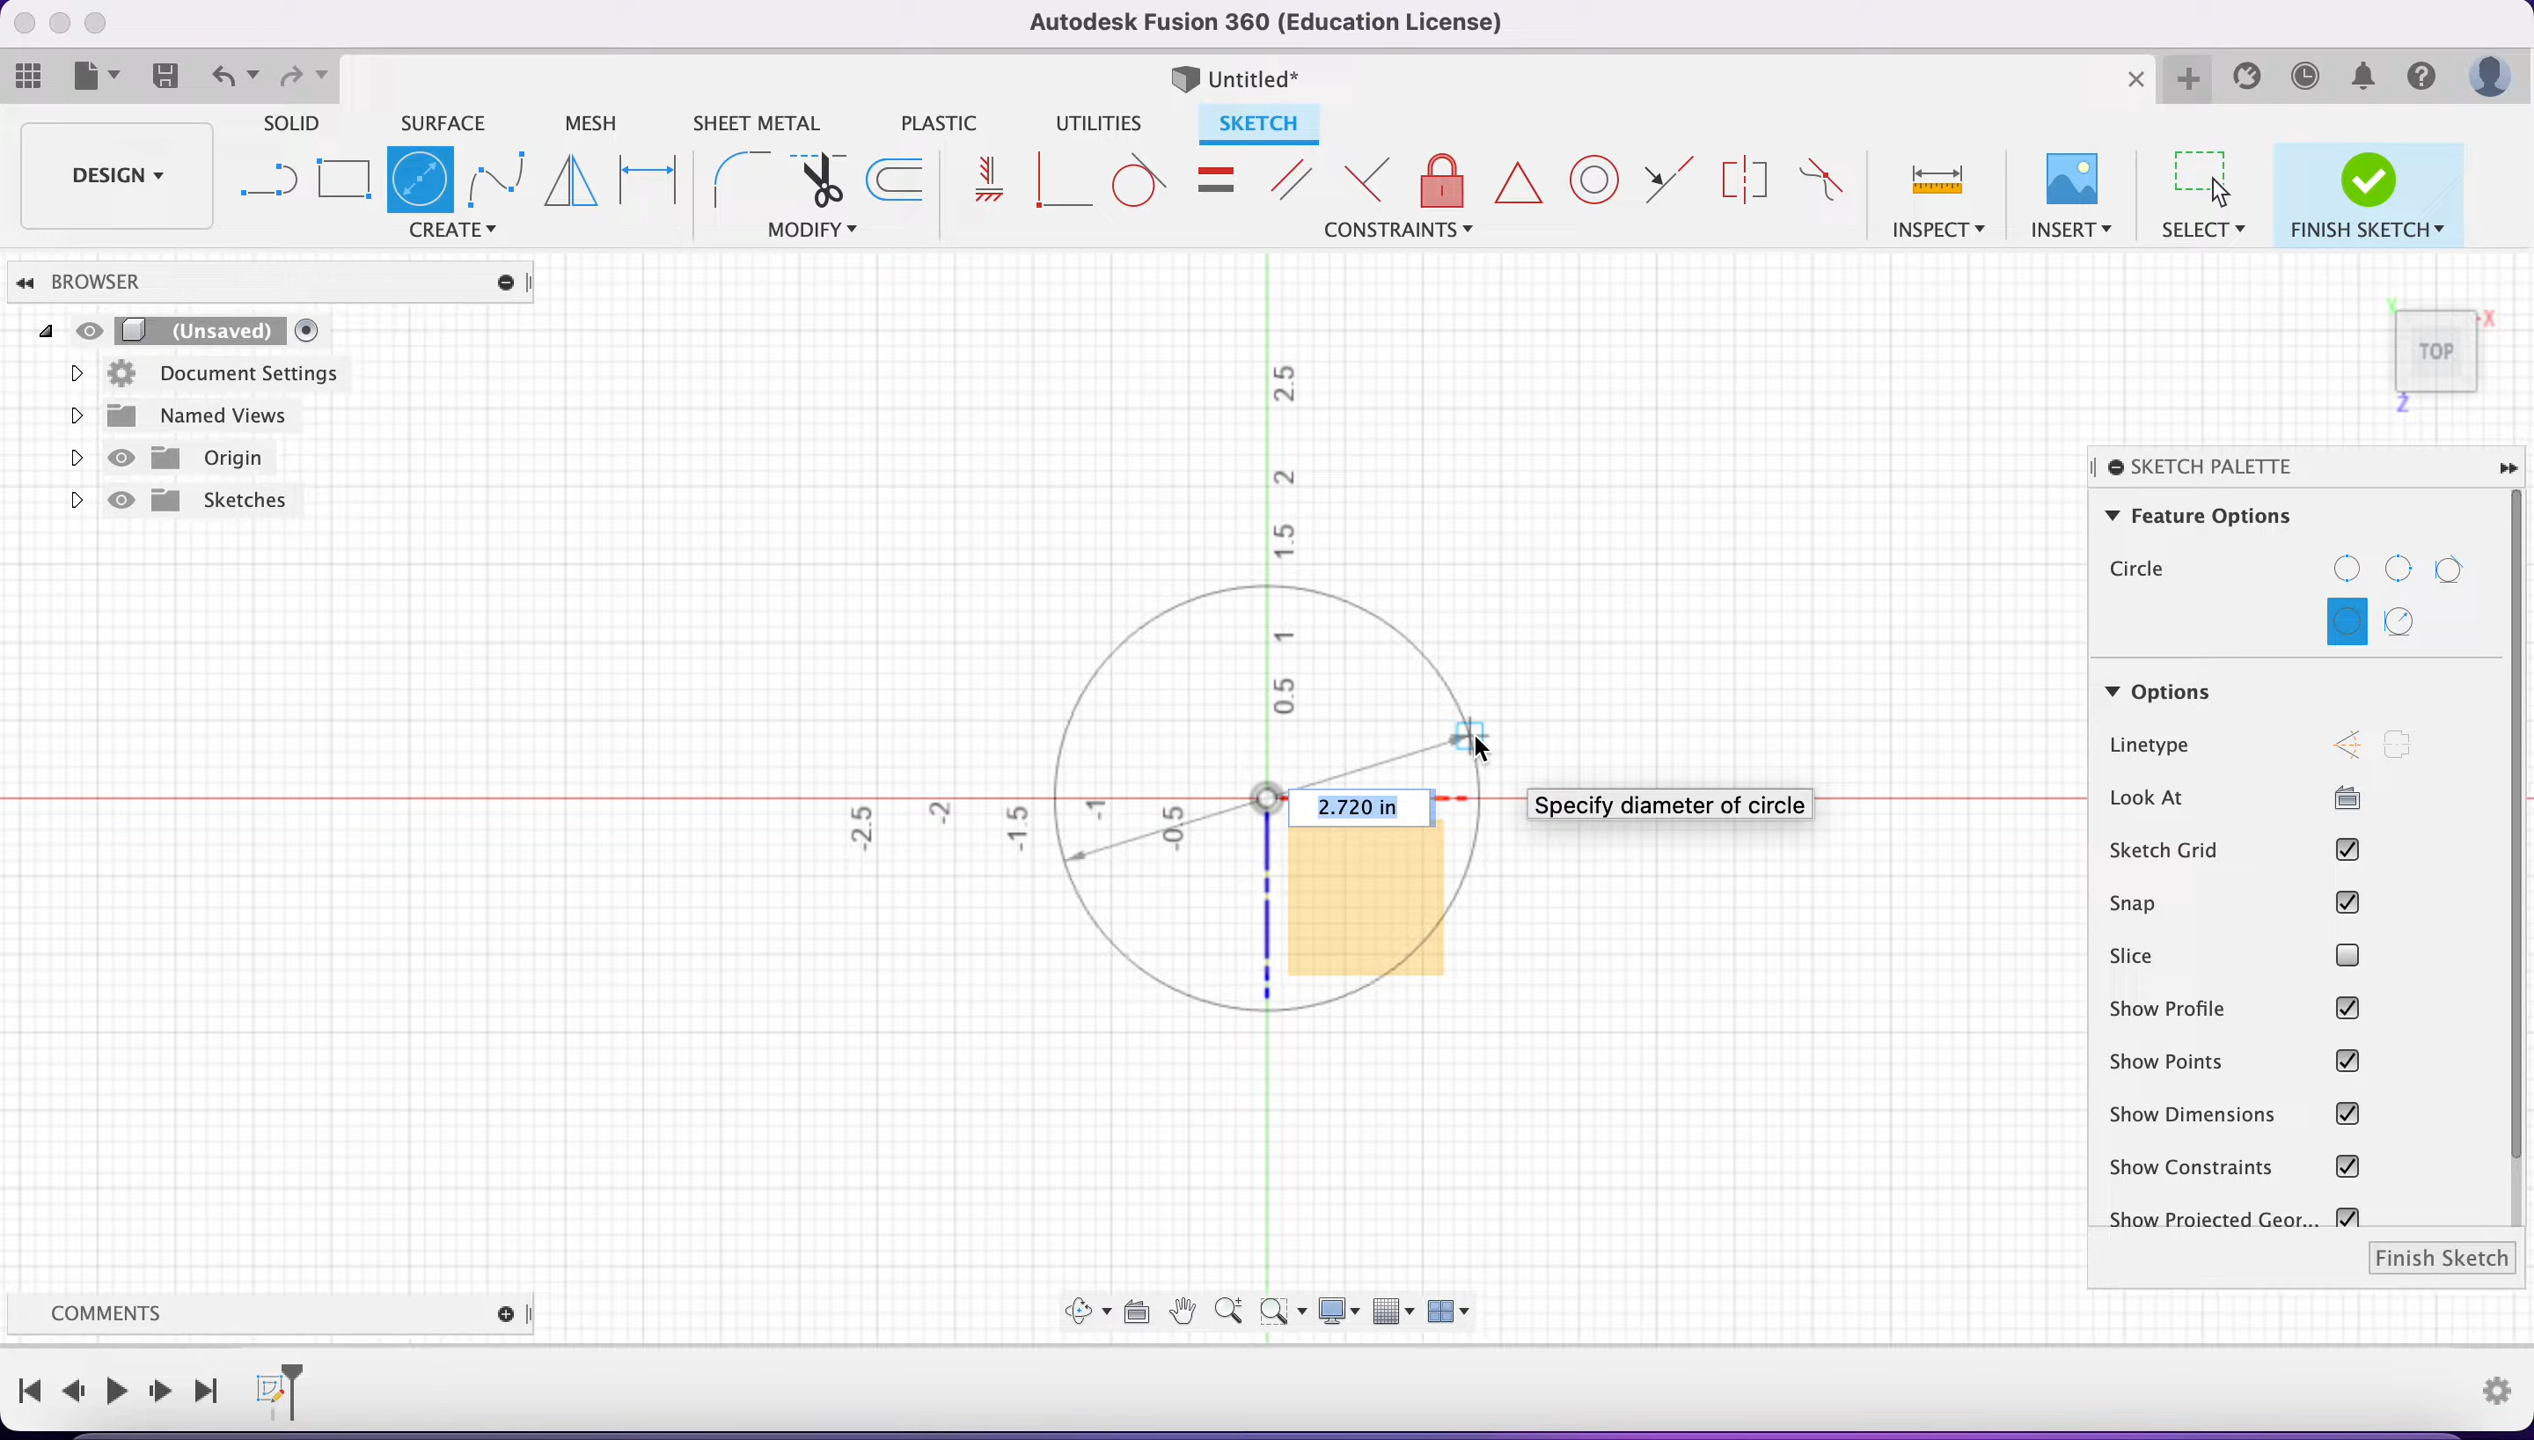 Autodesk Fusion 360 (Education License)
Untitled*
SOLID SURFACE MESH SHEET METAL PLASTIC UTILITIES SKETCH
DESIGN
CREATE MODIFY CONSTRAINTS INSPECT INSERT SELECT FINISH SKETCH
BROWSER
(Unsaved)
Document Settings
Named Views
Origin
Sketches
Y
X
TOP
Z
2.5
2
1.5
1
0.5
-2.5 -2 -1.5 -1 -0.5
2.720 in
Specify diameter of circle
SKETCH PALETTE
Feature Options
Circle
Options
Linetype
Look At
Sketch Grid
Snap
Slice
Show Profile
Show Points
Show Dimensions
Show Constraints
Show Projected Geor...
Finish Sketch
COMMENTS